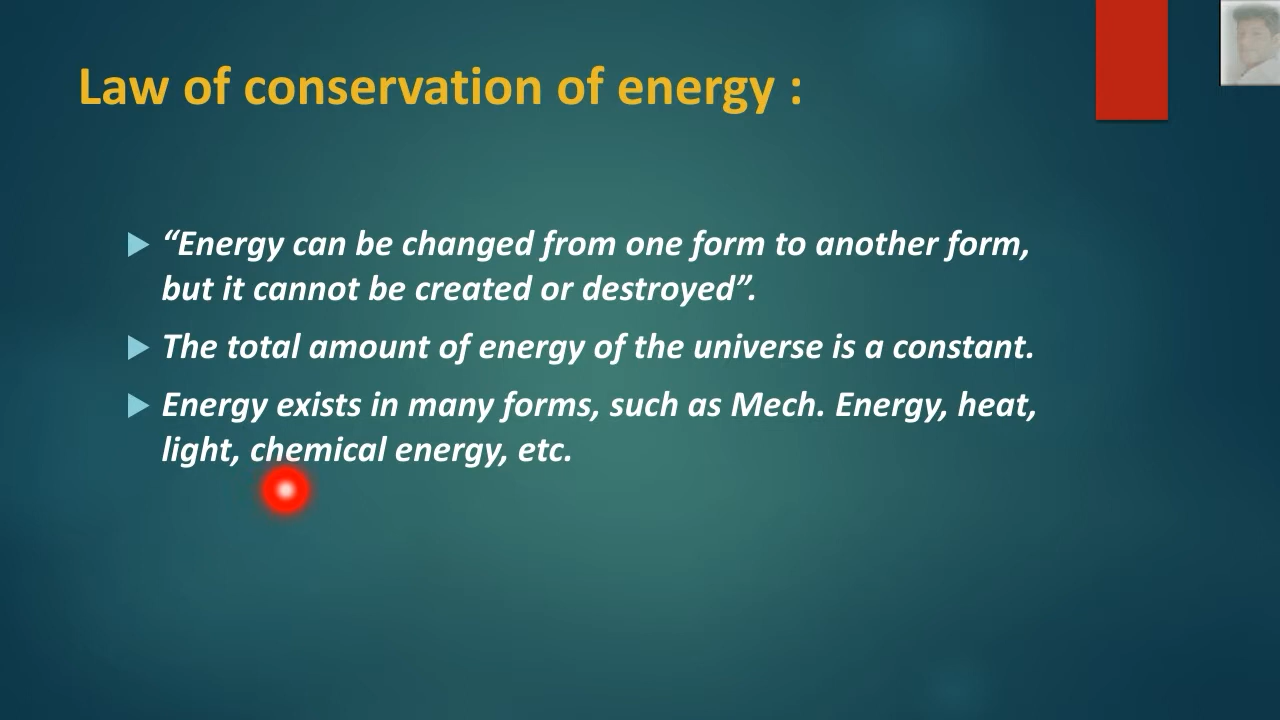 Law of conservation of energy :
“Energy can be changed from one form to another form,
but it cannot be created or destroyed”.
The total amount of energy of the universe is a constant.
Energy exists in many forms, such as Mech. Energy, heat,
light, chemical energy, etc.